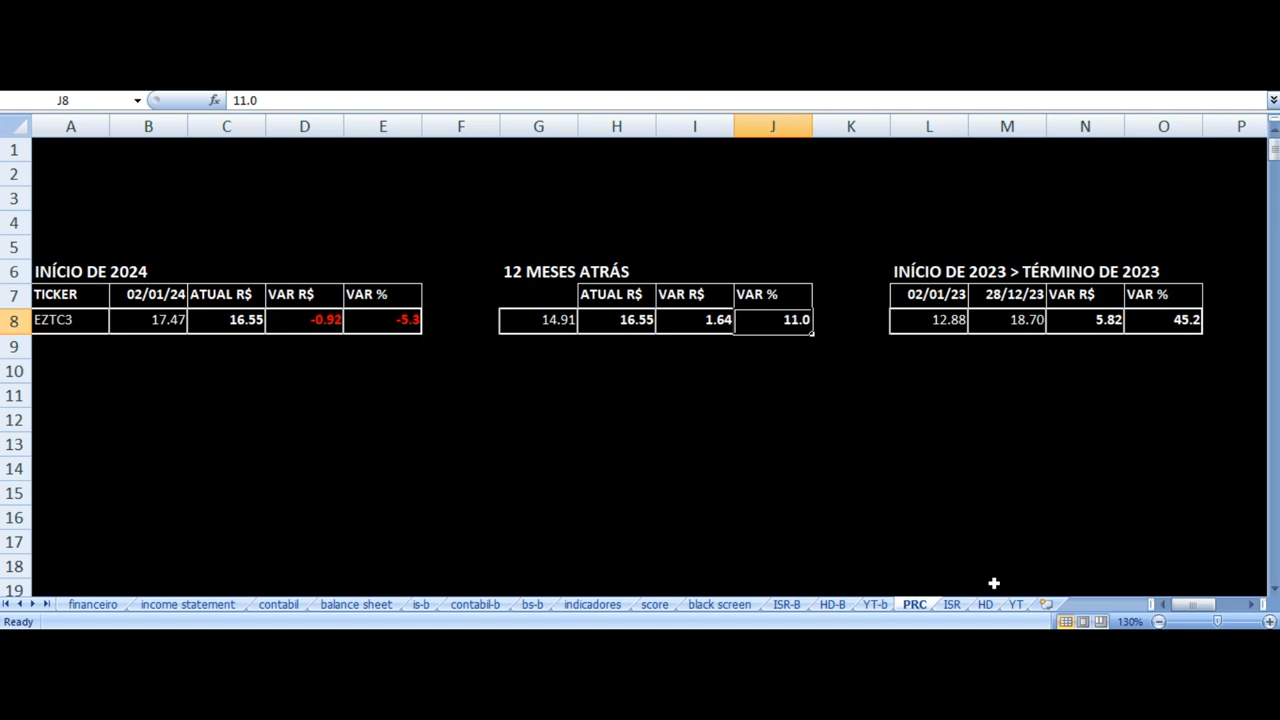 J8 fx 11.0
A B C D E F G H I J K L M N O P
1
2
3
4
5
6 INÍCIO DE 2024 12 MESES ATRÁS INÍCIO DE 2023 > TÉRMINO DE 2023
7 TICKER 02/01/24 ATUAL R$ VAR R$ VAR % ATUAL R$ VAR R$ VAR % 02/01/23 28/12/23 VAR R$ VAR %
8 EZTC3 17.47 16.55 -0.92 -5.3 14.91 16.55 1.64 11.0 12.88 18.70 5.82 45.2
9
10
11
12
13
14
15
16
17
18
19
financeiro income statement contabil balance sheet is-b contabil-b bs-b indicadores score black screen ISR-B HD-B YT-b PRC ISR HD YT
Ready 130%